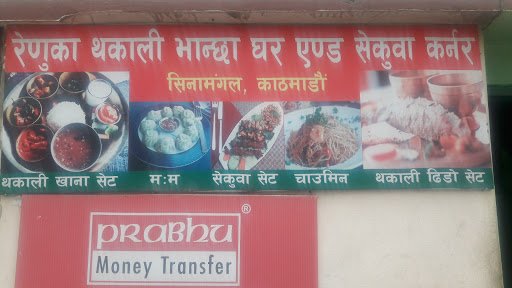 रेणुका थकाली भान्छा घर एण्ड सेकुवा कर्नर
सिनामंगल, काठमाडौं
थकाली खाना सेट म:म सेकुवा सेट चाउमिन थकाली ढिडो सेट
PRABHU ®
Money Transfer